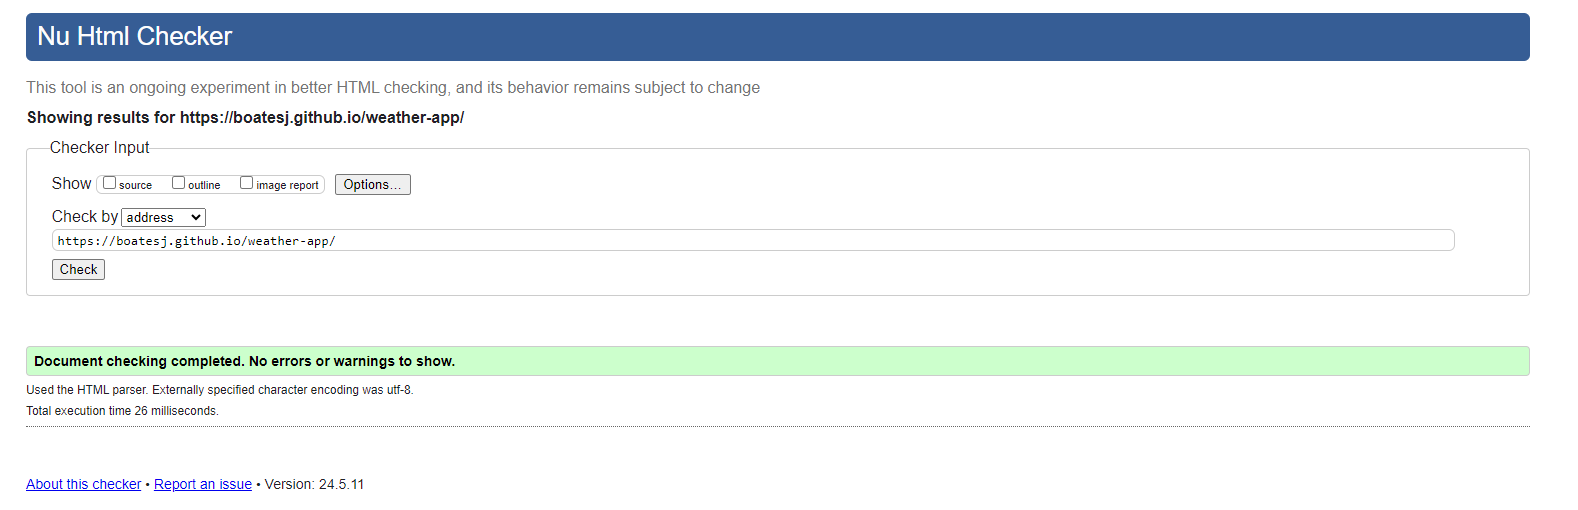 Nu Html Checker
This tool is an ongoing experiment in better HTML checking, and its behavior remains subject to change
Showing results for https://boatesj.github.io/weather-app/
Checker Input
Show source outline image report Options...
Check by address
https://boatesj.github.io/weather-app/
Check
Document checking completed. No errors or warnings to show.
Used the HTML parser. Externally specified character encoding was utf-8.
Total execution time 26 milliseconds.
About this checker • Report an issue • Version: 24.5.11